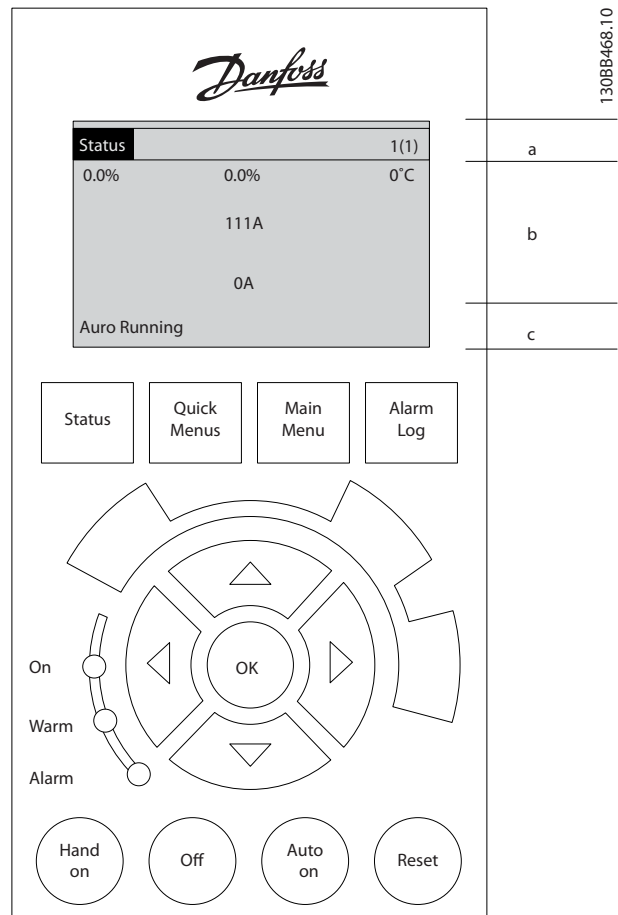 130BB468.10
Danfoss
Status 1(1)
a
0.0% 0.0% 0°C
111A
b
0A
Auro Running
c
Status
Quick
Menus
Main
Menu
Alarm
Log
On
OK
Warm
Alarm
Hand
on
Off
Auto
on
Reset